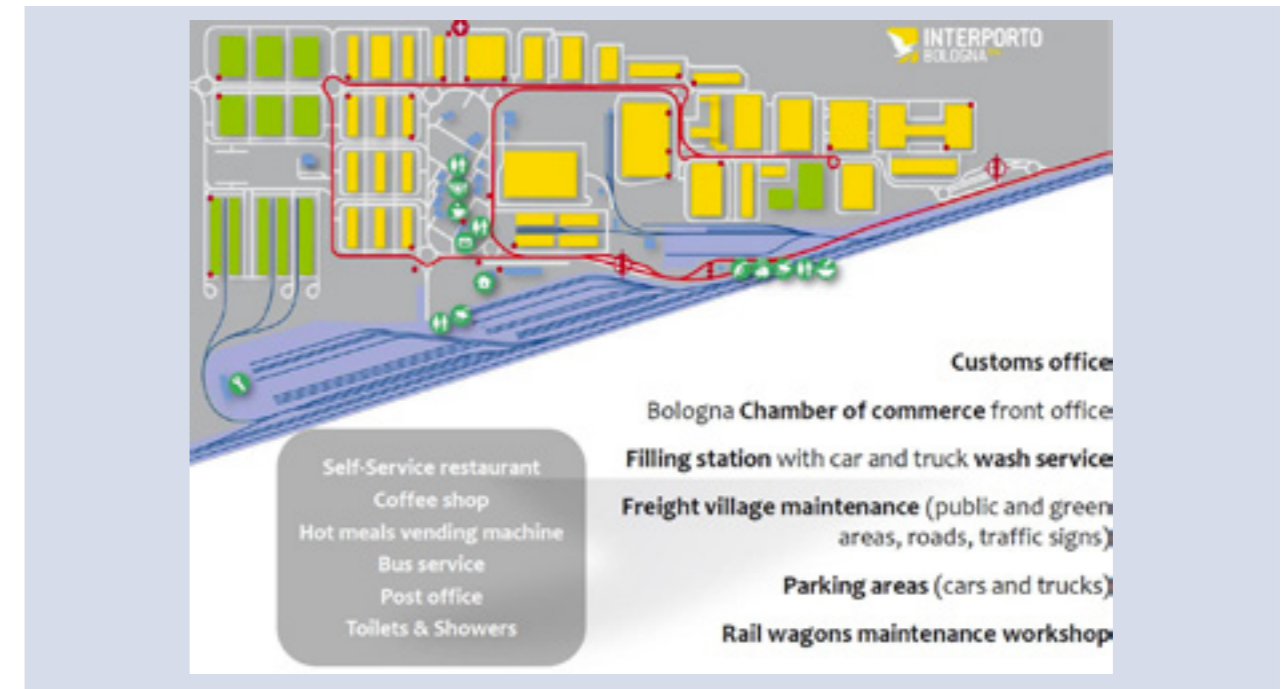 INTERPORTO
BOLOGNA
Customs office
Bologna Chamber of commerce front office
Filling station with car and truck wash service
Freight village maintenance (public and green
areas, roads, traffic signs)
Parking areas (cars and trucks)
Rail wagons maintenance workshop
Self-Service restaurant
Coffee shop
Hot meals vending machine
Bus service
Post office
Toilets & Showers